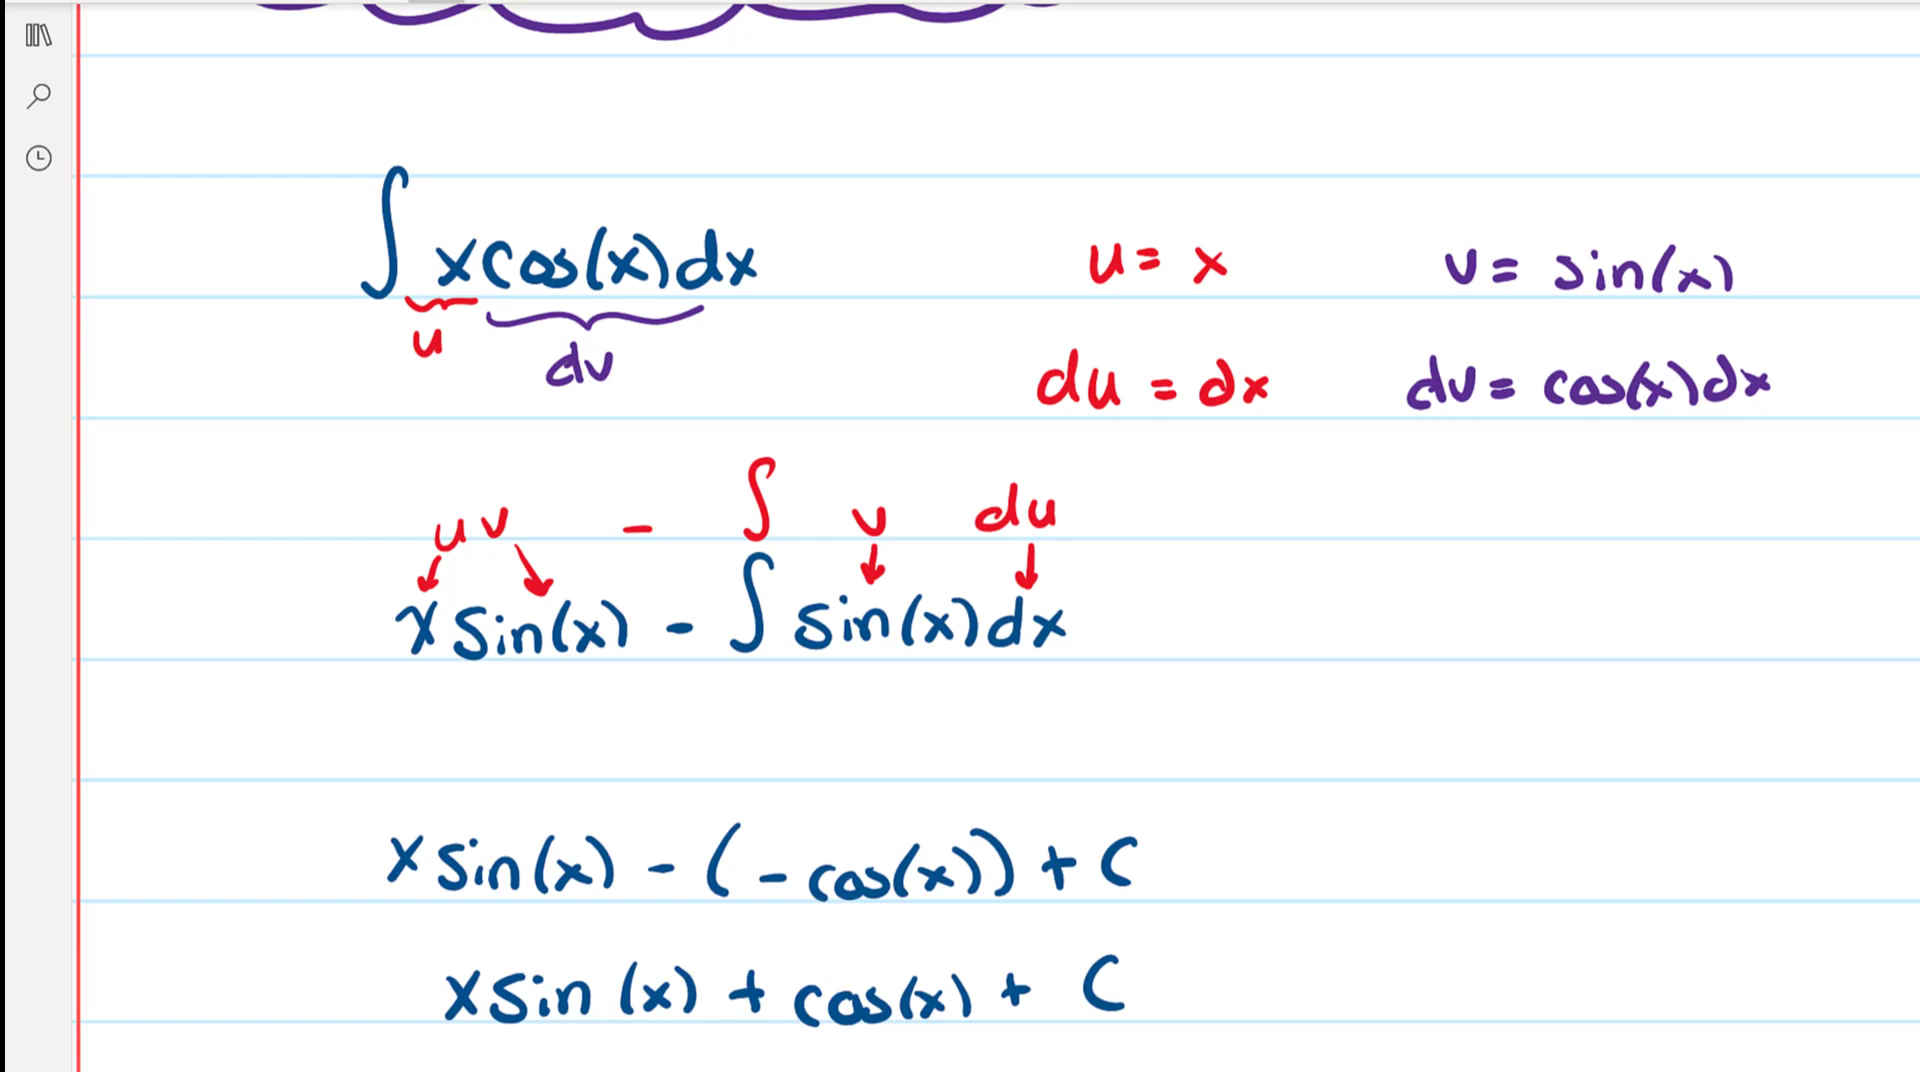 ∫ x cos(x) dx u = x v = sin(x)
u dv du = dx dv = cos(x) dx
u v - ∫ v du
x sin(x) - ∫ sin(x) dx
x sin(x) - (- cos(x)) + C
x sin (x) + cos(x) + C